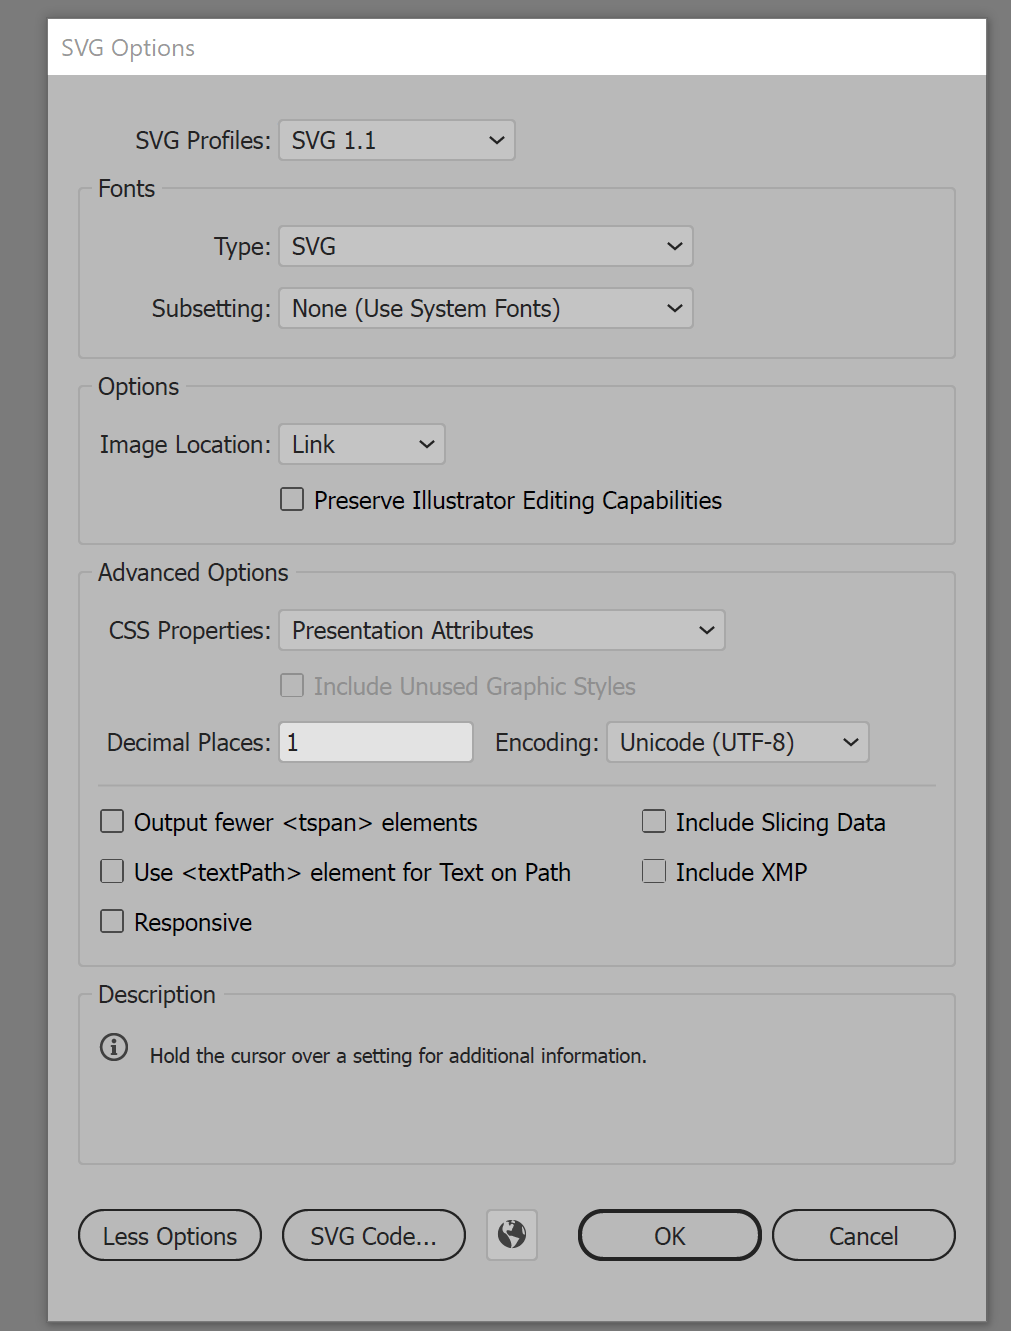 SVG Options
SVG Profiles: SVG 1.1
Fonts
Type: SVG
Subsetting: None (Use System Fonts)
Options
Image Location: Link
Preserve Illustrator Editing Capabilities
Advanced Options
CSS Properties: Presentation Attributes
Include Unused Graphic Styles
Decimal Places: 1 Encoding: Unicode (UTF-8)
Output fewer <tspan> elements Include Slicing Data
Use <textPath> element for Text on Path Include XMP
Responsive
Description
Hold the cursor over a setting for additional information.
Less Options SVG Code... OK Cancel